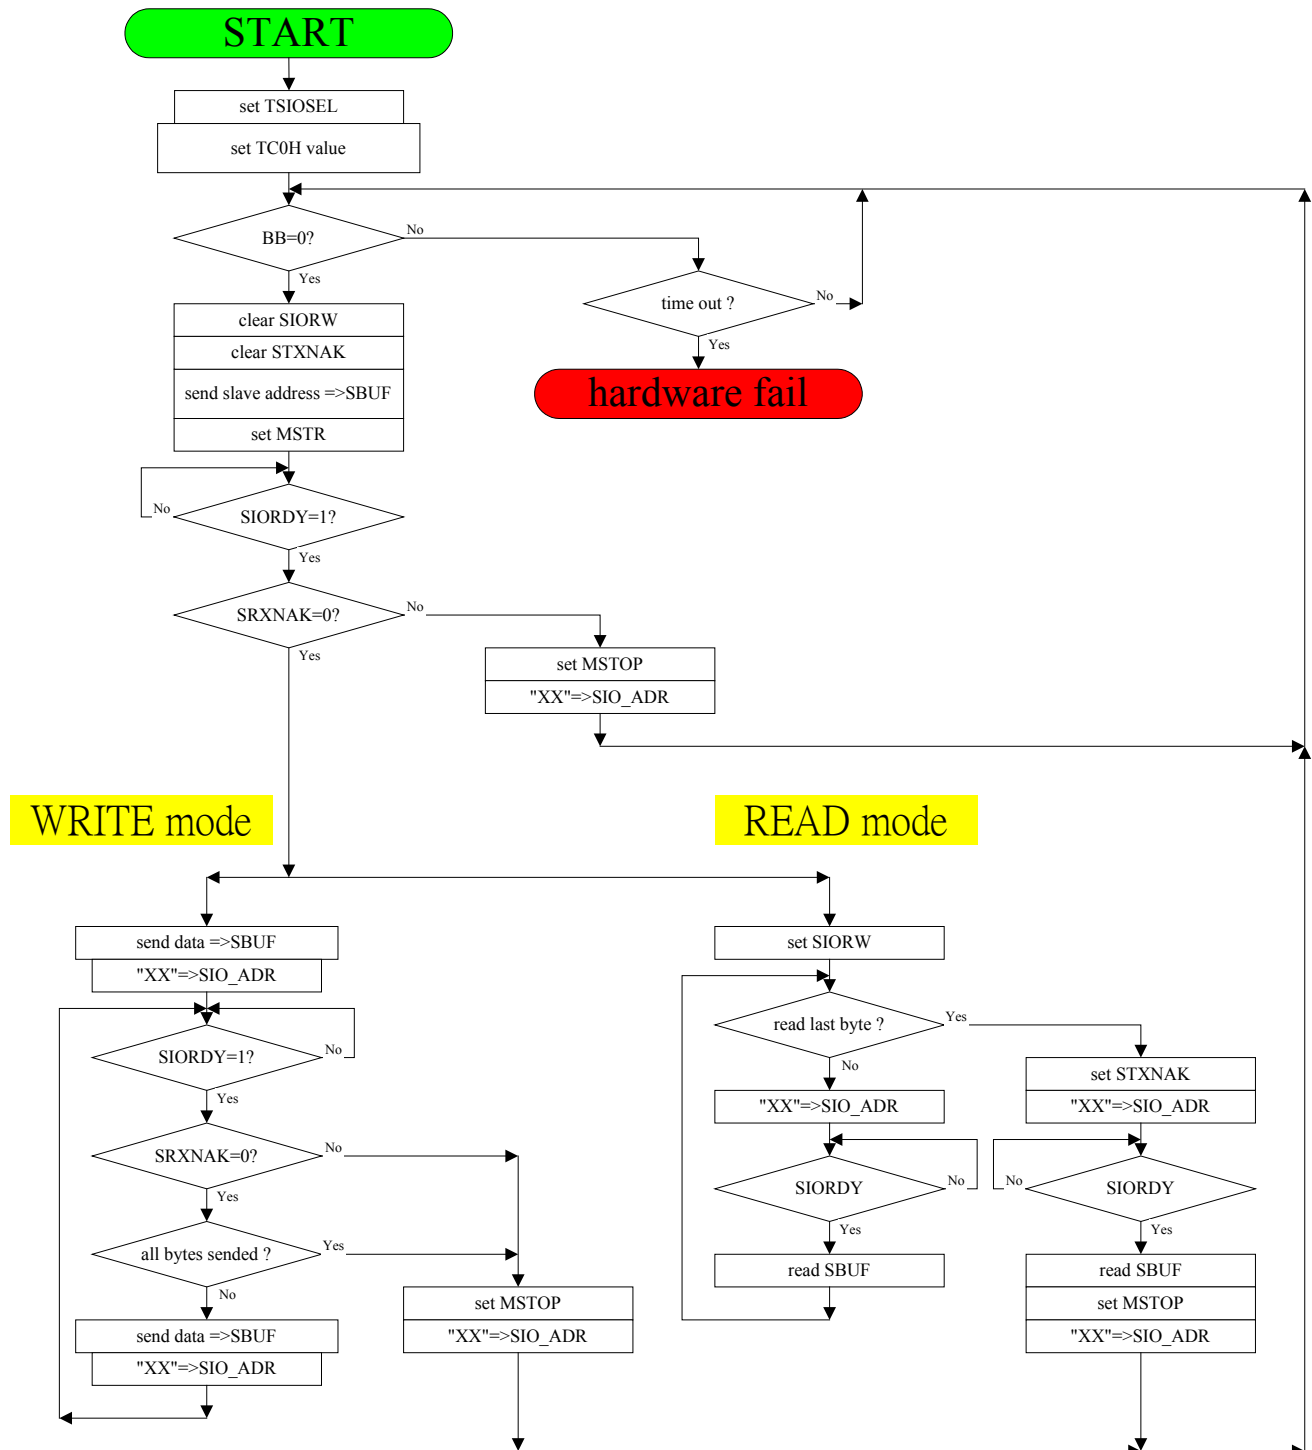 START
set TSIOSEL
set TC0H value
BB=0?
No
Yes
time out ?
No
Yes
hardware fail
clear SIORW
clear STXNAK
send slave address =>SBUF
set MSTR
SIORDY=1?
No
Yes
SRXNAK=0?
No
Yes
set MSTOP
"XX"=>SIO_ADR
WRITE mode
READ mode
send data =>SBUF
"XX"=>SIO_ADR
SIORDY=1?
No
Yes
SRXNAK=0?
No
Yes
all bytes sended ?
Yes
No
send data =>SBUF
"XX"=>SIO_ADR
set MSTOP
"XX"=>SIO_ADR
set SIORW
read last byte ?
Yes
No
"XX"=>SIO_ADR
SIORDY
No
Yes
read SBUF
set STXNAK
"XX"=>SIO_ADR
No
SIORDY
Yes
read SBUF
set MSTOP
"XX"=>SIO_ADR